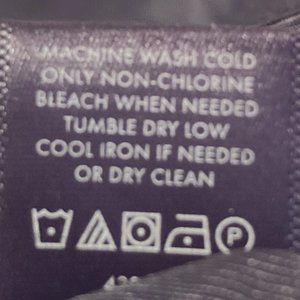 MACHINE WASH COLD
ONLY NON-CHLORINE
BLEACH WHEN NEEDED
TUMBLE DRY LOW
COOL IRON IF NEEDED
OR DRY CLEAN
P